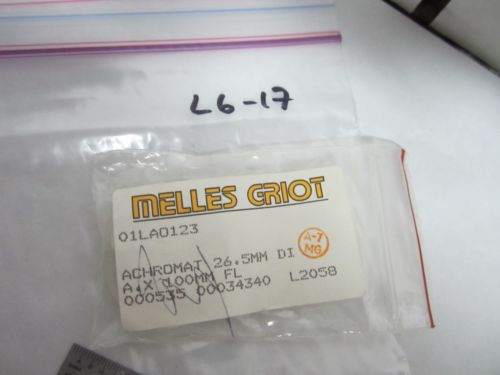 L6-17
MELLES GRIOT
01LAO123
A-7
MG
ACHROMAT 26.5MM DI
A.X 100MM FL
000535 00034340 L2058